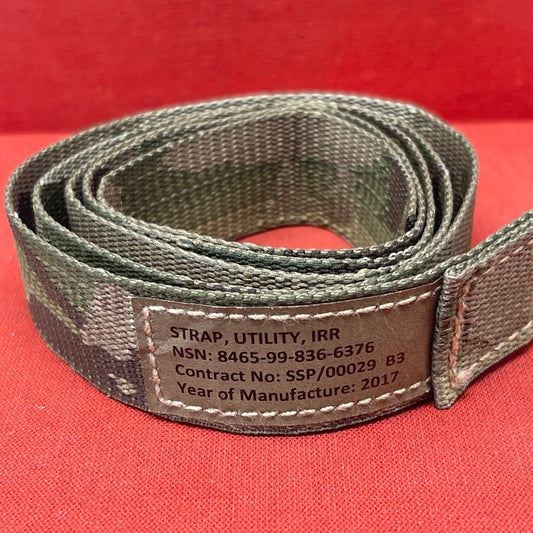 STRAP, UTILITY, IRR
NSN: 8465-99-836-6376
Contract No: SSP/00029 B3
Year of Manufacture: 2017